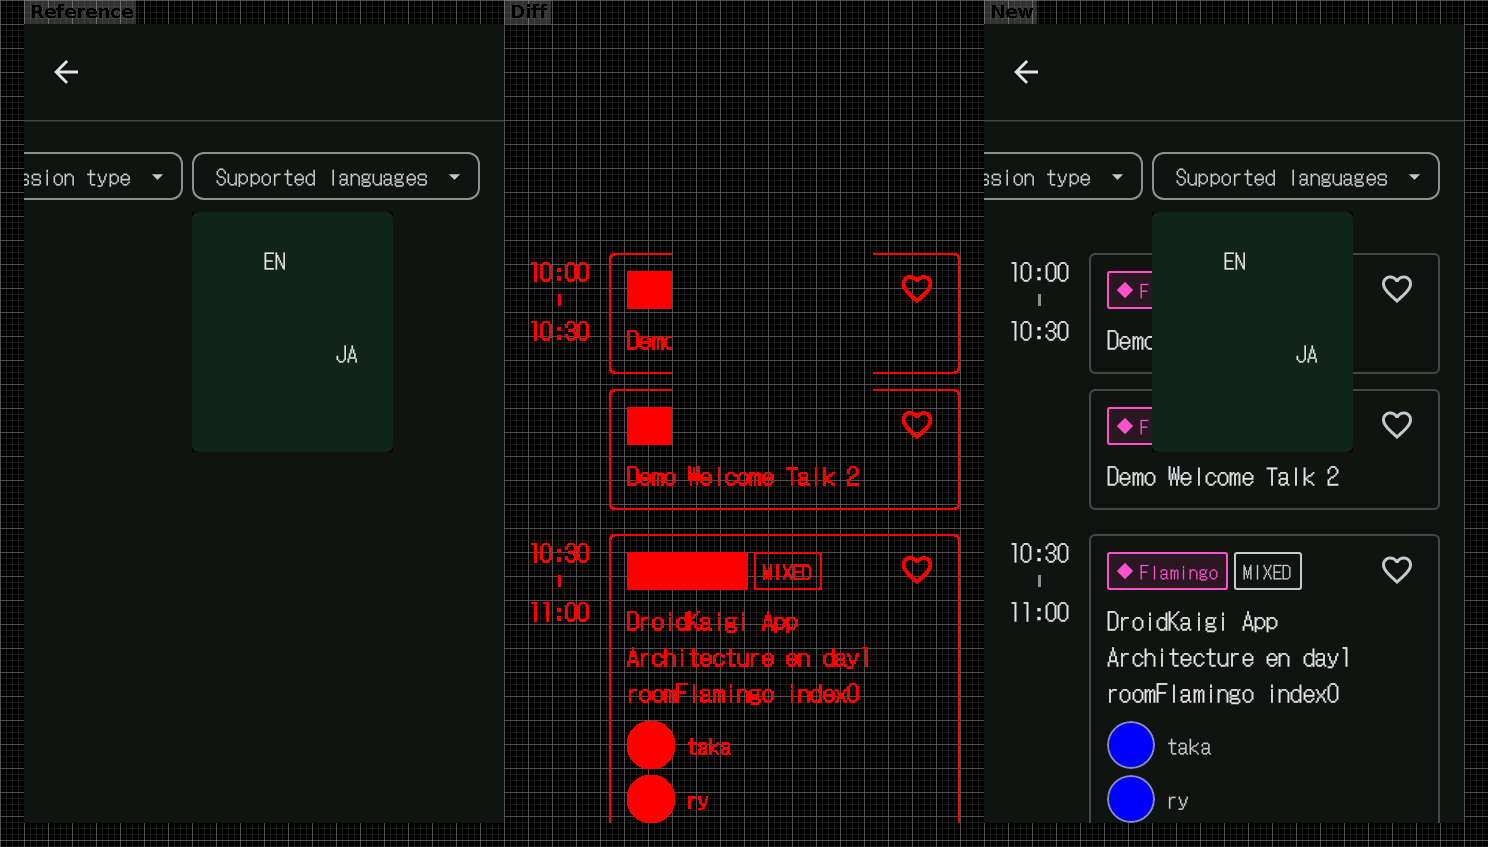 Reference
ssion type
Supported languages
EN
JA
Diff
10:00
10:30
Demo
Demo Welcome Talk 2
10:30
11:00
MIXED
DroidKaigi App
Architecture en day1
roomFlamingo index0
taka
ry
New
ssion type
Supported languages
EN
JA
10:00
10:30
F
Demo
F
Demo Welcome Talk 2
10:30
11:00
Flamingo MIXED
DroidKaigi App
Architecture en day1
roomFlamingo index0
taka
ry